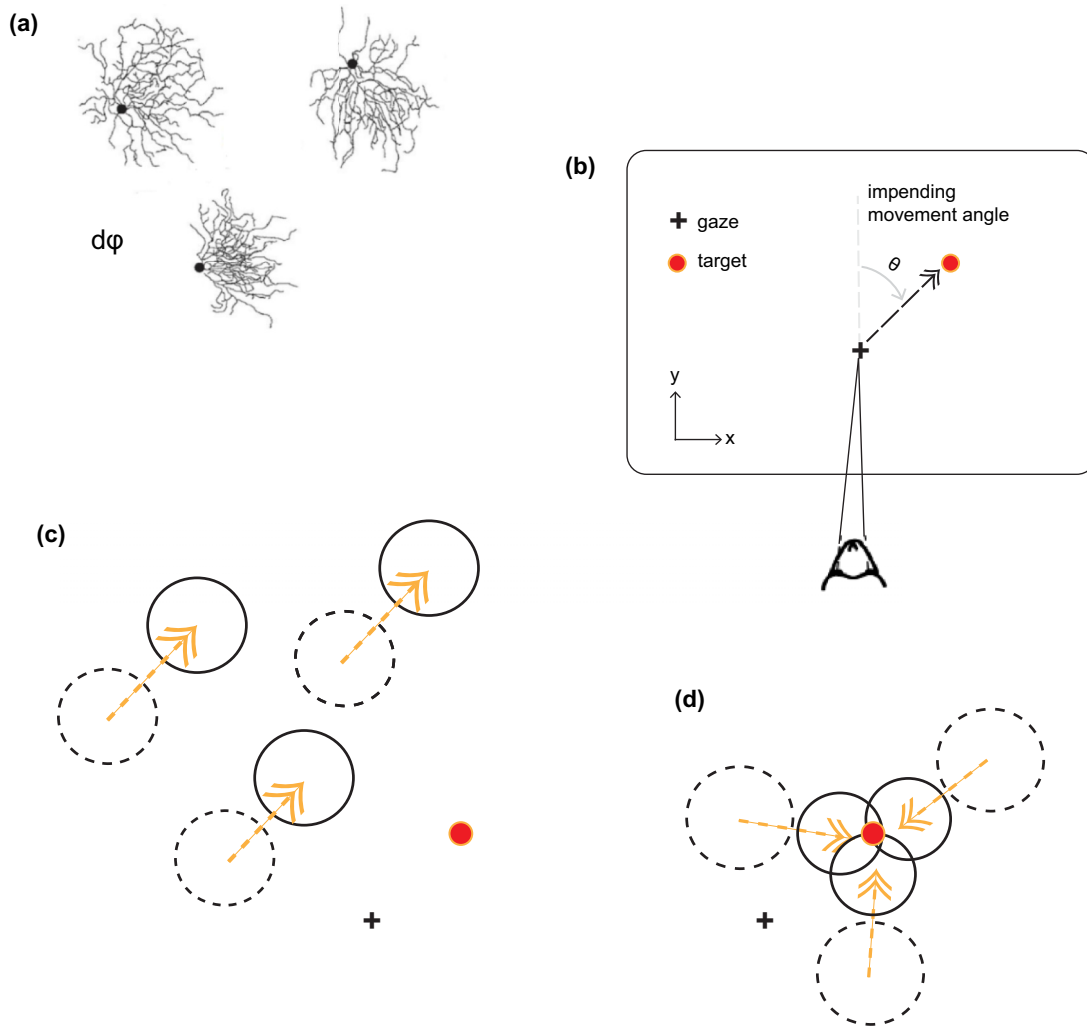 (a)
dφ
(b)
impending
movement angle
gaze
target
θ
y
x
(c)
(d)